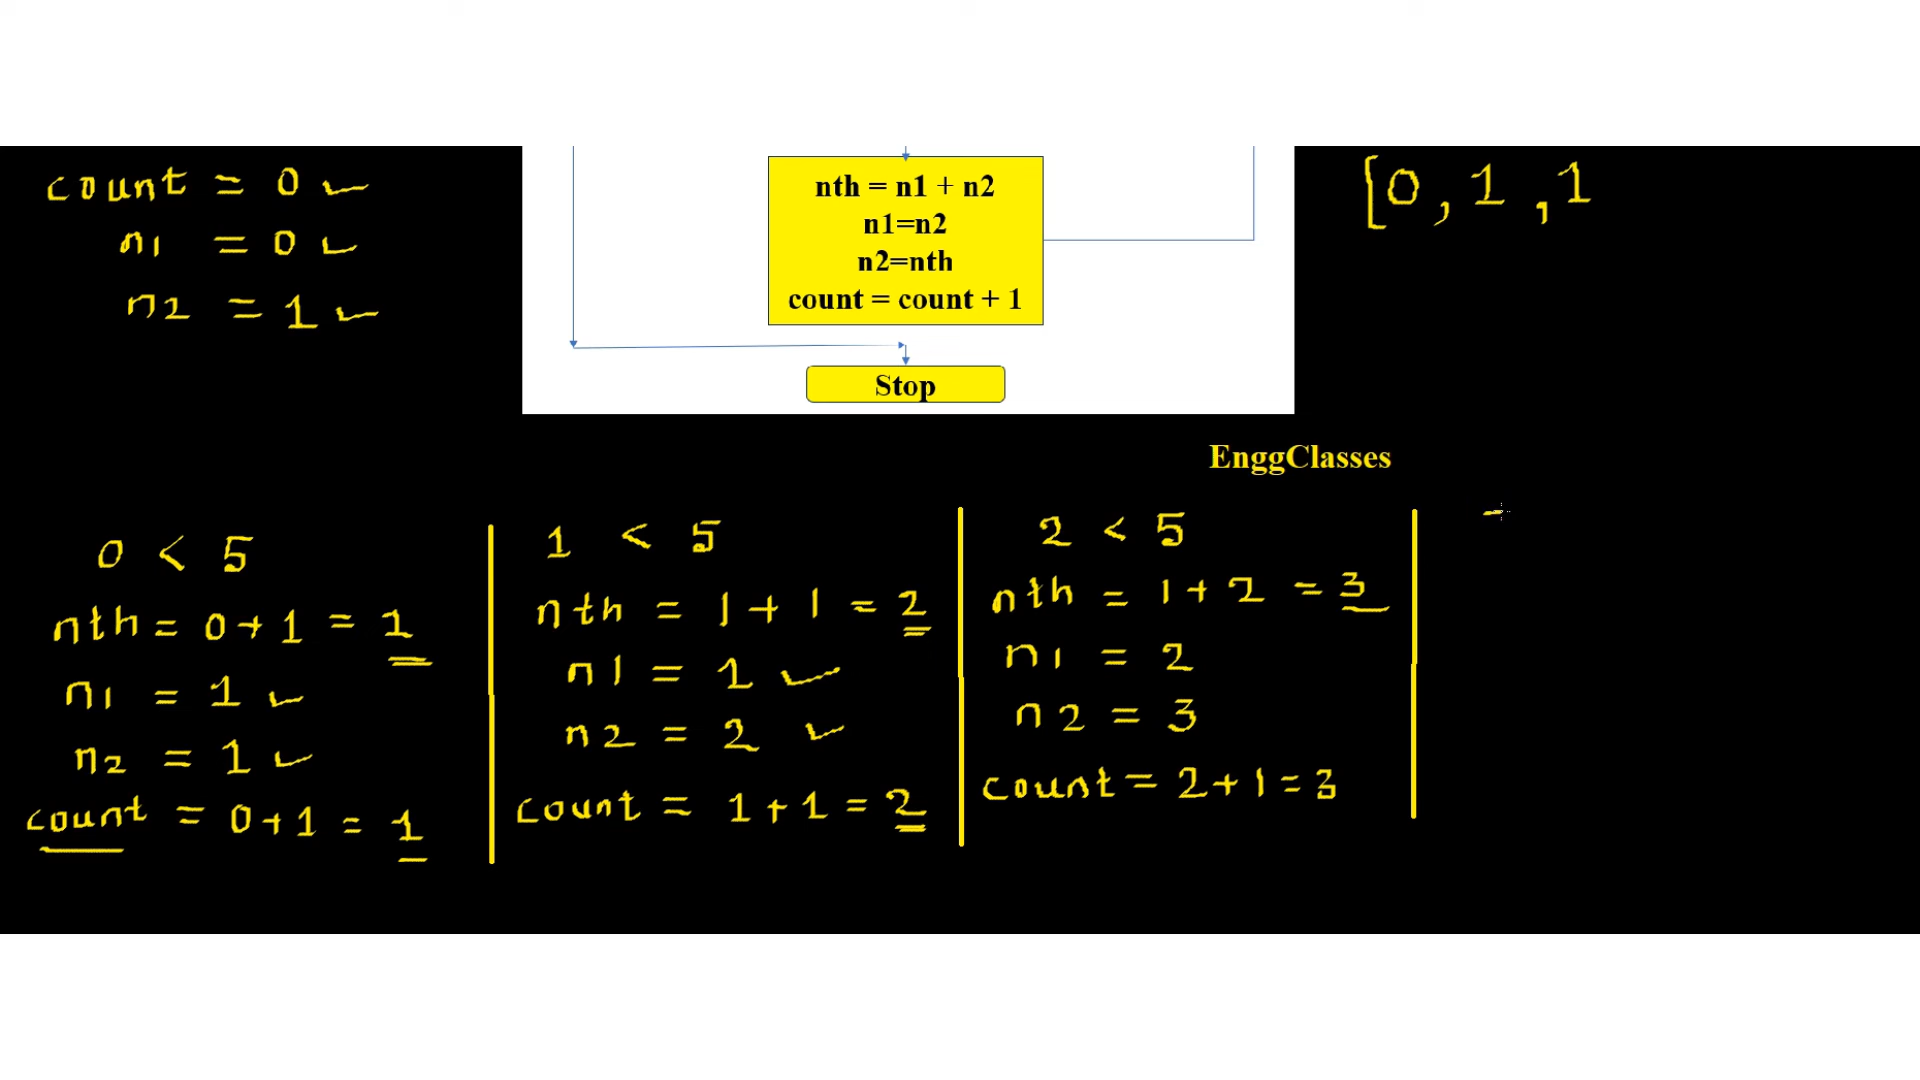 count = 0
n1 = 0
n2 = 1
nth = n1 + n2
n1=n2
n2=nth
count = count + 1
Stop
[0, 1, 1
EnggClasses
0 < 5
nth = 0+1 = 1
n1 = 1
n2 = 1
count = 0+1 = 1
1 < 5
nth = 1+1 = 2
n1 = 1
n2 = 2
count = 1+1 = 2
2 < 5
nth = 1+2 = 3
n1 = 2
n2 = 3
count = 2+1 = 3